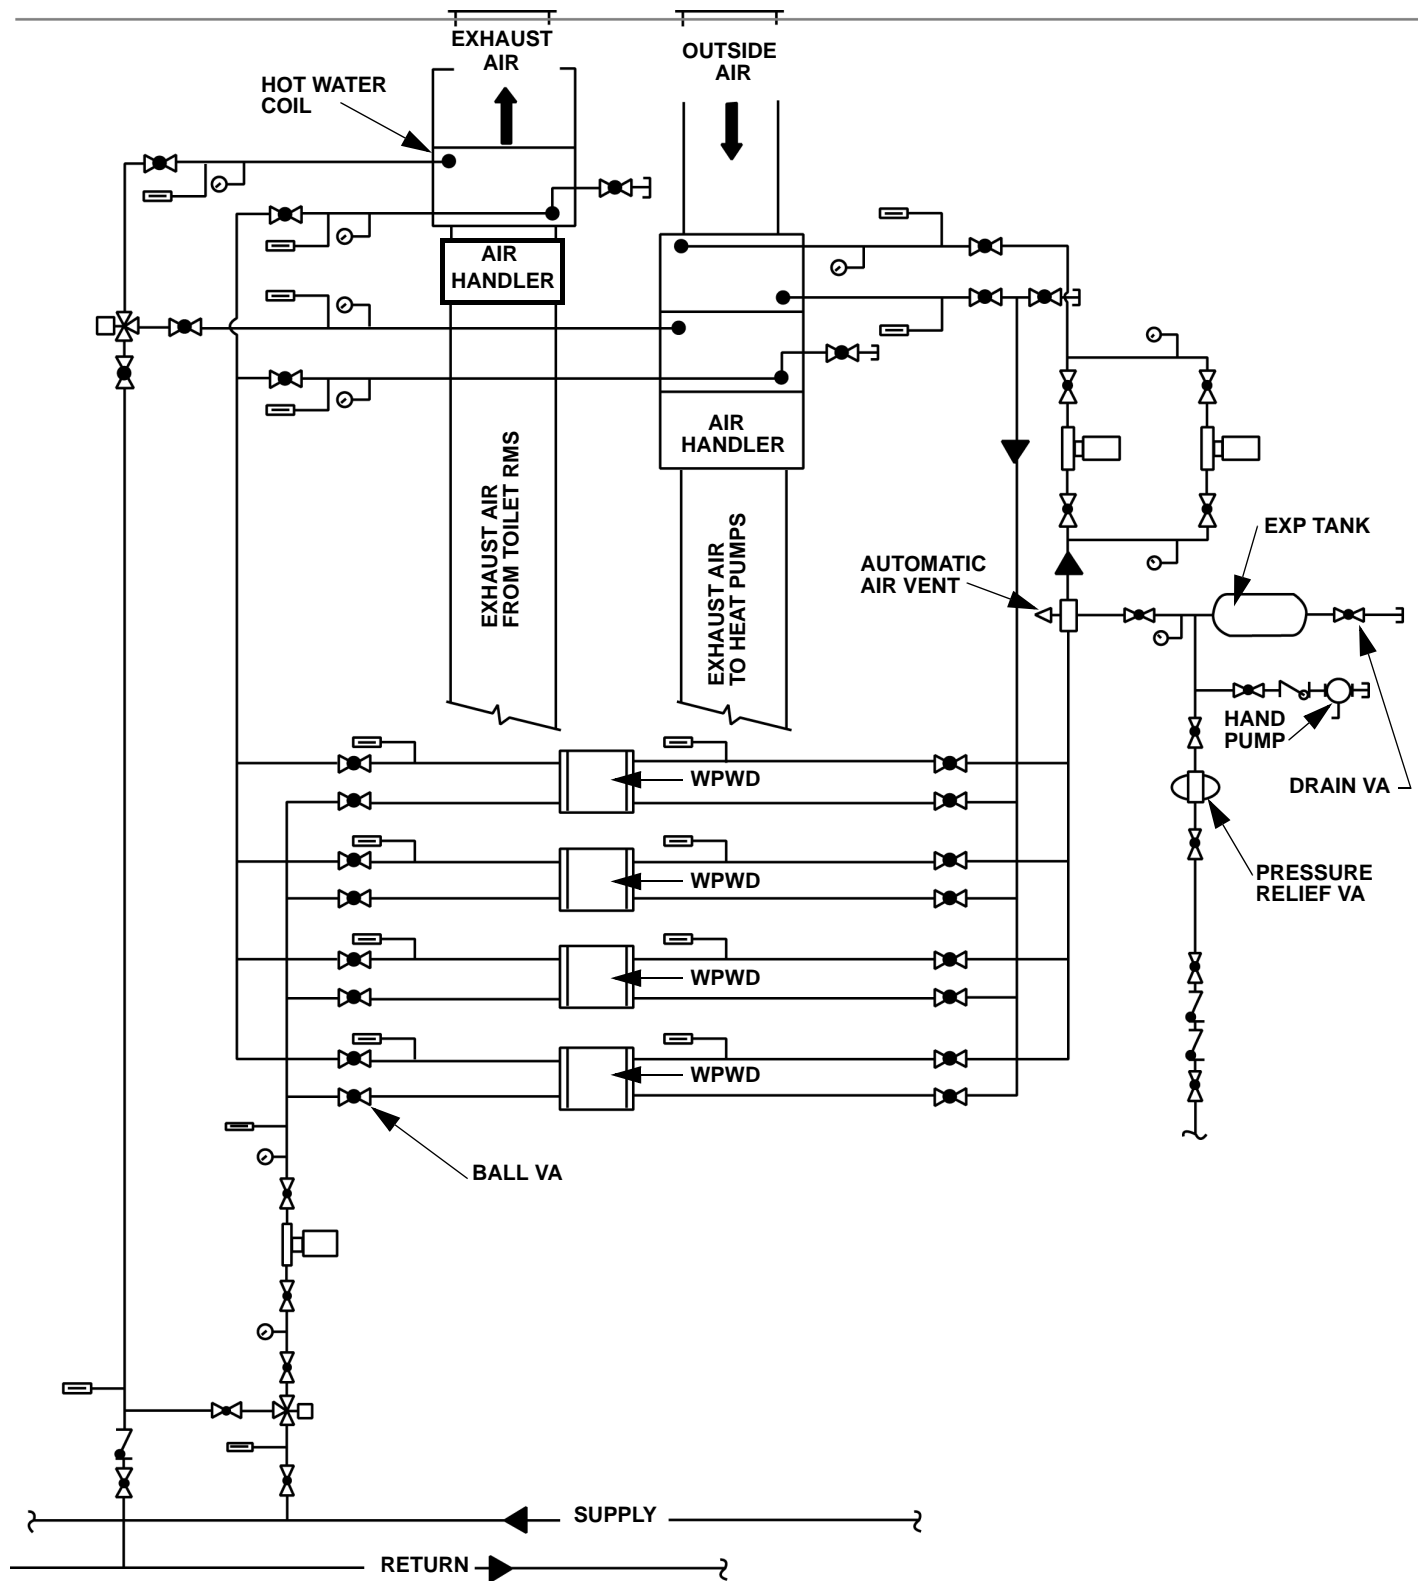 EXHAUST
AIR
OUTSIDE
AIR
HOT WATER
COIL
AIR
HANDLER
AIR
HANDLER
EXHAUST AIR
FROM TOILET RMS
EXHAUST AIR
TO HEAT PUMPS
EXP TANK
AUTOMATIC
AIR VENT
HAND
PUMP
DRAIN VA
WPWD
PRESSURE
RELIEF VA
WPWD
WPWD
WPWD
BALL VA
SUPPLY
RETURN